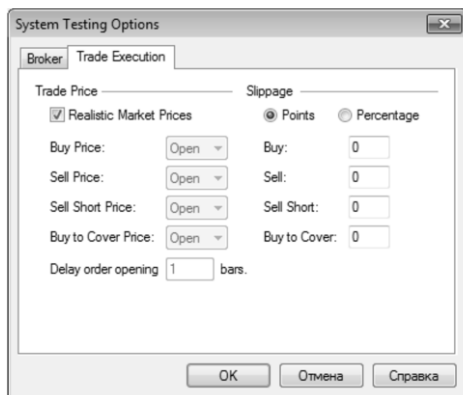 System Testing Options
Broker Trade Execution
Trade Price Slippage
Realistic Market Prices Points Percentage
Buy Price: Open Buy: 0
Sell Price: Open Sell: 0
Sell Short Price: Open Sell Short: 0
Buy to Cover Price: Open Buy to Cover: 0
Delay order opening 1 bars.
OK Отмена Справка